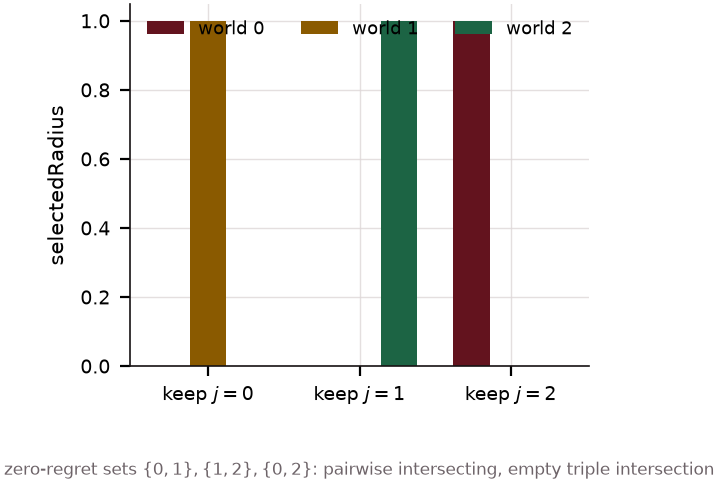 1.0
world 0
world 1
world 2
0.8
0.6
0.4
0.2
0.0
selectedRadius
keep j = 0
keep j = 1
keep j = 2
zero-regret sets {0, 1}, {1, 2}, {0, 2}: pairwise intersecting, empty triple intersection